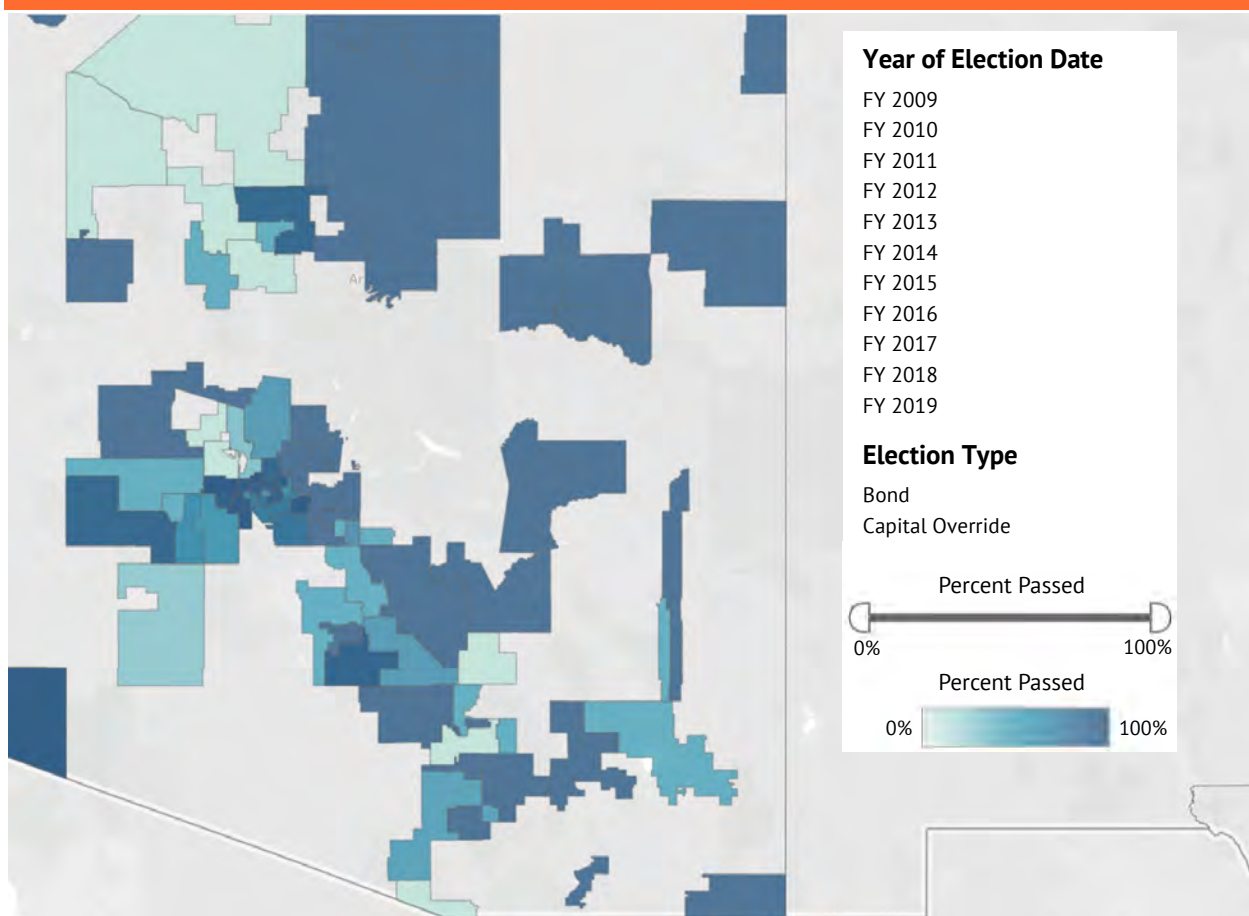 Year of Election Date
FY 2009
FY 2010
FY 2011
FY 2012
FY 2013
FY 2014
FY 2015
FY 2016
FY 2017
FY 2018
FY 2019
Election Type
Bond
Capital Override
Percent Passed
0% 100%
Percent Passed
0% 100%